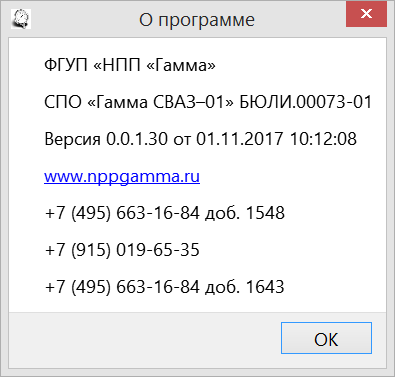 О программе
ФГУП «НПП «Гамма»
СПО «Гамма СВАЗ–01» БЮЛИ.00073-01
Версия 0.0.1.30 от 01.11.2017 10:12:08
www.nppgamma.ru
+7 (495) 663-16-84 доб. 1548
+7 (915) 019-65-35
+7 (495) 663-16-84 доб. 1643
OK